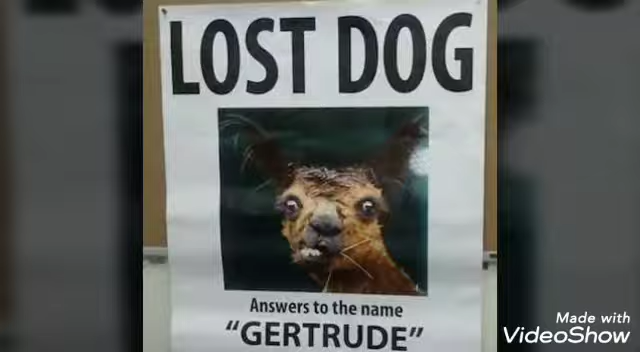 LOST DOG
Answers to the name
“GERTRUDE”
Made with
VideoShow